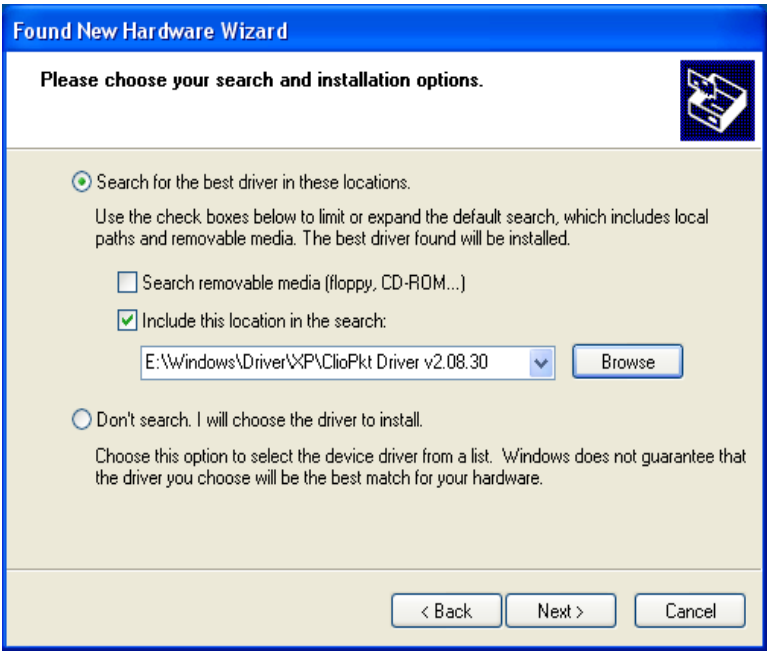 Found New Hardware Wizard
Please choose your search and installation options.
Search for the best driver in these locations.
Use the check boxes below to limit or expand the default search, which includes local
paths and removable media. The best driver found will be installed.
Search removable media (floppy, CD-ROM...)
Include this location in the search:
E:\Windows\Driver\XP\ClioPkt Driver v2.08.30
Browse
Don't search. I will choose the driver to install.
Choose this option to select the device driver from a list. Windows does not guarantee that
the driver you choose will be the best match for your hardware.
< Back Next > Cancel